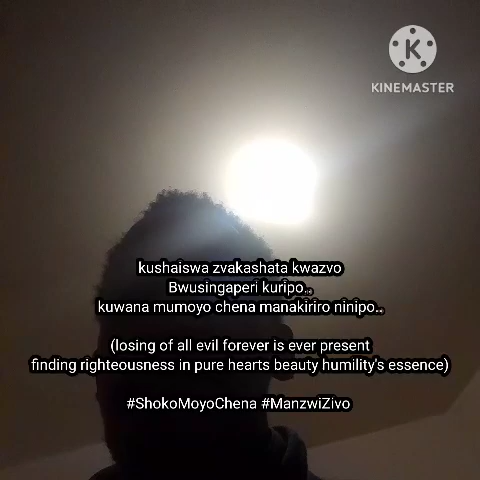 K
KINEMASTER
kushaiswa zvakashata kwazvo
Bwusingaperi kuripo..
kuwana mumoyo chena manakiriro ninipo..
(losing of all evil forever is ever present
finding righteousness in pure hearts beauty humility's essence)
#ShokoMoyoChena #ManzwiZivo